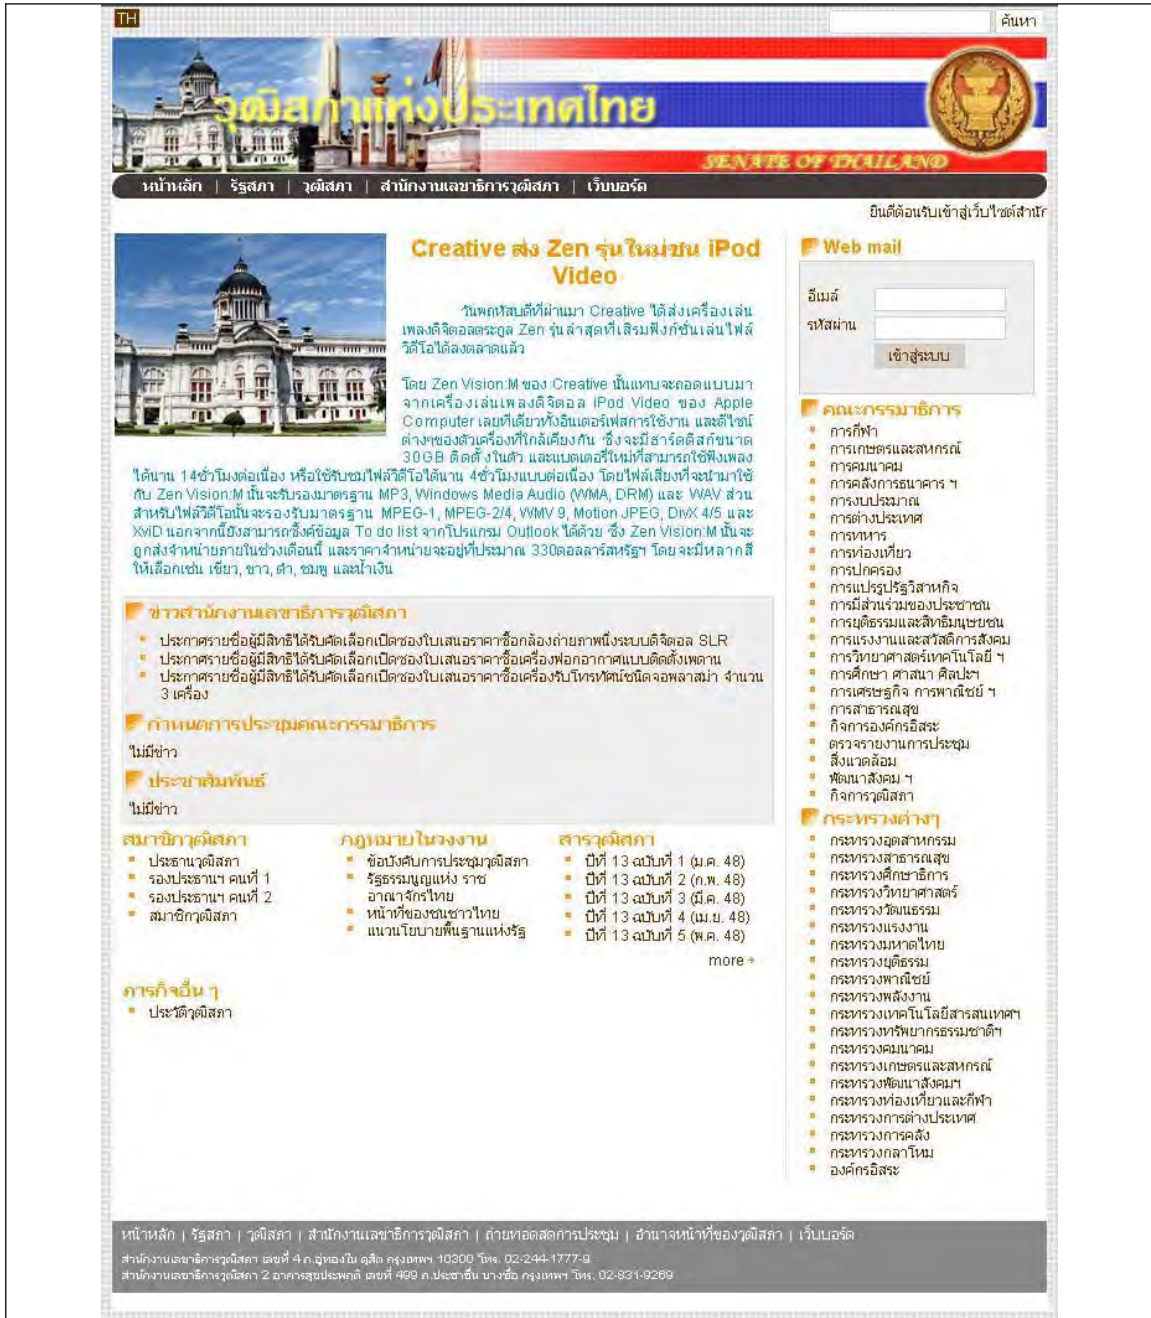 TH
ค้นหา
วุฒิสภาแห่งประเทศไทย
SENATE OF THAILAND
หน้าหลัก | รัฐสภา | วุฒิสภา | สำนักงานเลขาธิการวุฒิสภา | เว็บบอร์ด
ยินดีต้อนรับเข้าสู่เว็บไซต์สำนัก
Creative ส่ง Zen รุ่นใหม่ชน iPod
Video
วันพฤหัสบดีที่ผ่านมา Creative ได้ส่งเครื่องเล่น
เพลงดิจิตอลตระกูล Zen รุ่นล่าสุดที่เสริมฟังก์ชั่นเล่นไฟล์
วิดีโอได้ลงตลาดแล้ว
โดย Zen Vision:M ของ Creative นั้นแทบจะถอดแบบมา
จากเครื่องเล่นเพลงดิจิตอล iPod Video ของ Apple
Computer เลยทีเดียวทั้งอินเตอร์เฟสการใช้งาน และดีไซน์
ต่างๆของตัวเครื่องที่ใกล้เคียงกัน ซึ่งจะมีฮาร์ดดิสก์ขนาด
30GB ติดตั้งในตัว และแบตเตอรี่ใหม่ที่สามารถใช้ฟังเพลง
ได้นาน 14ชั่วโมงต่อเนื่อง หรือใช้รับชมไฟล์วิดีโอได้นาน 4ชั่วโมงแบบต่อเนื่อง โดยไฟล์เสียงที่จะนำมาใช้
กับ Zen Vision:M นั้นจะรับรองมาตรฐาน MP3, Windows Media Audio (WMA, DRM) และ WAV ส่วน
สำหรับไฟล์วิดีโอนั้นจะรองรับมาตรฐาน MPEG-1, MPEG-2/4, WMV 9, Motion JPEG, DivX 4/5 และ
XviD นอกจากนี้ยังสามารถซิ้งค์ข้อมูล To do list จากโปรแกรม Outlook ได้ด้วย ซึ่ง Zen Vision:M นั้นจะ
ถูกส่งจำหน่ายภายในช่วงเดือนนี้ และราคาจำหน่ายจะอยู่ที่ประมาณ 330ดอลลาร์สหรัฐฯ โดยจะมีหลากสี
ให้เลือกเช่น เขียว, ขาว, ดำ, ชมพู และน้ำเงิน
ข่าวสำนักงานเลขาธิการวุฒิสภา
ประกาศรายชื่อผู้มีสิทธิได้รับคัดเลือกเปิดซองใบเสนอราคาซื้อกล้องถ่ายภาพนิ่งระบบดิจิตอล SLR
ประกาศรายชื่อผู้มีสิทธิได้รับคัดเลือกเปิดซองใบเสนอราคาซื้อเครื่องฟอกอากาศแบบติดตั้งเพดาน
ประกาศรายชื่อผู้มีสิทธิได้รับคัดเลือกเปิดซองใบเสนอราคาซื้อเครื่องรับโทรทัศน์ชนิดจอพลาสม่า จำนวน
3 เครื่อง
กำหนดการประชุมคณะกรรมาธิการ
ไม่มีข่าว
ประชาสัมพันธ์
ไม่มีข่าว
สมาชิกวุฒิสภา
ประธานวุฒิสภา
รองประธานฯ คนที่ 1
รองประธานฯ คนที่ 2
สมาชิกวุฒิสภา
กฎหมายในวงงาน
ข้อบังคับการประชุมวุฒิสภา
รัฐธรรมนูญแห่ง ราช
อาณาจักรไทย
หน้าที่ของชนชาวไทย
แนวนโยบายพื้นฐานแห่งรัฐ
สารวุฒิสภา
ปีที่ 13 ฉบับที่ 1 (ม.ค. 48)
ปีที่ 13 ฉบับที่ 2 (ก.พ. 48)
ปีที่ 13 ฉบับที่ 3 (มี.ค. 48)
ปีที่ 13 ฉบับที่ 4 (เม.ย. 48)
ปีที่ 13 ฉบับที่ 5 (พ.ค. 48)
more
ภารกิจอื่น ๆ
ประวัติวุฒิสภา
Web mail
อีเมล์
รหัสผ่าน
เข้าสู่ระบบ
คณะกรรมาธิการ
การกีฬา
การเกษตรและสหกรณ์
การคมนาคม
การคลังการธนาคาร ฯ
การงบประมาณ
การต่างประเทศ
การทหาร
การท่องเที่ยว
การปกครอง
การแปรรูปรัฐวิสาหกิจ
การมีส่วนร่วมของประชาชน
การยุติธรรมและสิทธิมนุษยชน
การแรงงานและสวัสดิการสังคม
การวิทยาศาสตร์เทคโนโลยี ฯ
การศึกษา ศาสนา ศิลปะฯ
การเศรษฐกิจ การพาณิชย์ ฯ
การสาธารณสุข
กิจการองค์กรอิสระ
ตรวจรายงานการประชุม
สิ่งแวดล้อม
พัฒนาสังคม ฯ
กิจการวุฒิสภา
กระทรวงต่างๆ
กระทรวงอุตสาหกรรม
กระทรวงสาธารณสุข
กระทรวงศึกษาธิการ
กระทรวงวิทยาศาสตร์
กระทรวงวัฒนธรรม
กระทรวงแรงงาน
กระทรวงมหาดไทย
กระทรวงยุติธรรม
กระทรวงพาณิชย์
กระทรวงพลังงาน
กระทรวงเทคโนโลยีสารสนเทศฯ
กระทรวงทรัพยากรธรรมชาติฯ
กระทรวงคมนาคม
กระทรวงเกษตรและสหกรณ์
กระทรวงพัฒนาสังคมฯ
กระทรวงท่องเที่ยวและกีฬา
กระทรวงการต่างประเทศ
กระทรวงการคลัง
กระทรวงกลาโหม
องค์กรอิสระ
หน้าหลัก | รัฐสภา | วุฒิสภา | สำนักงานเลขาธิการวุฒิสภา | ถ่ายทอดสดการประชุม | อำนาจหน้าที่ของวุฒิสภา | เว็บบอร์ด
สำนักงานเลขาธิการวุฒิสภา เลขที่ 4 ถ.อู่ทองใน ดุสิต กรุงเทพฯ 10300 โทร. 02-244-1777-9
สำนักงานเลขาธิการวุฒิสภา 2 อาคารสุขประพฤติ เลขที่ 499 ถ.ประชาชื่น บางซื่อ กรุงเทพฯ โทร. 02-831-9269